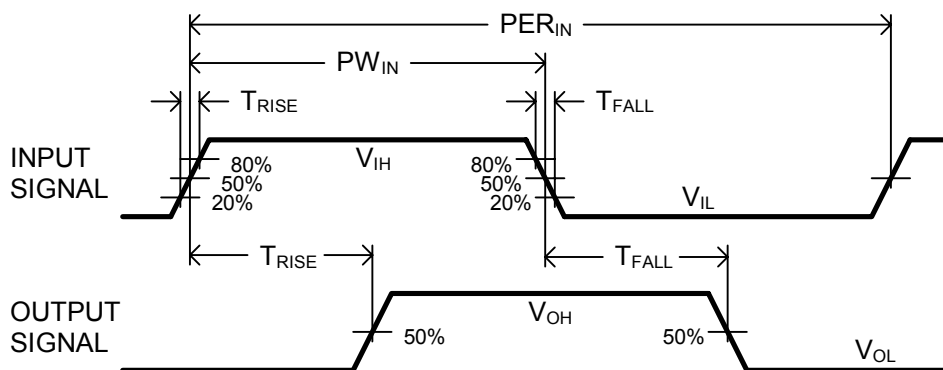 PER_IN
PW_IN
T_RISE
T_FALL
INPUT
SIGNAL
V_IH
80%
50%
20%
80%
50%
20%
V_IL
T_RISE
T_FALL
OUTPUT
SIGNAL
50%
V_OH
50%
V_OL